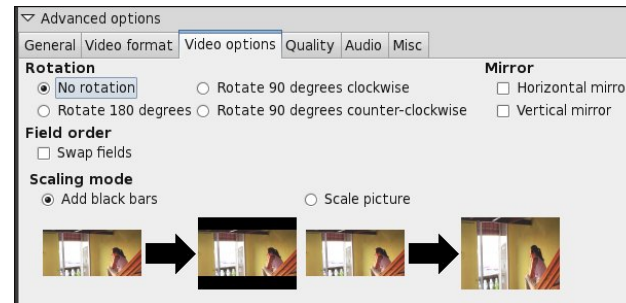 Advanced options
General Video format Video options Quality Audio Misc
Rotation Mirror
No rotation Rotate 90 degrees clockwise Horizontal mirro
Rotate 180 degrees Rotate 90 degrees counter-clockwise Vertical mirror
Field order
Swap fields
Scaling mode
Add black bars Scale picture